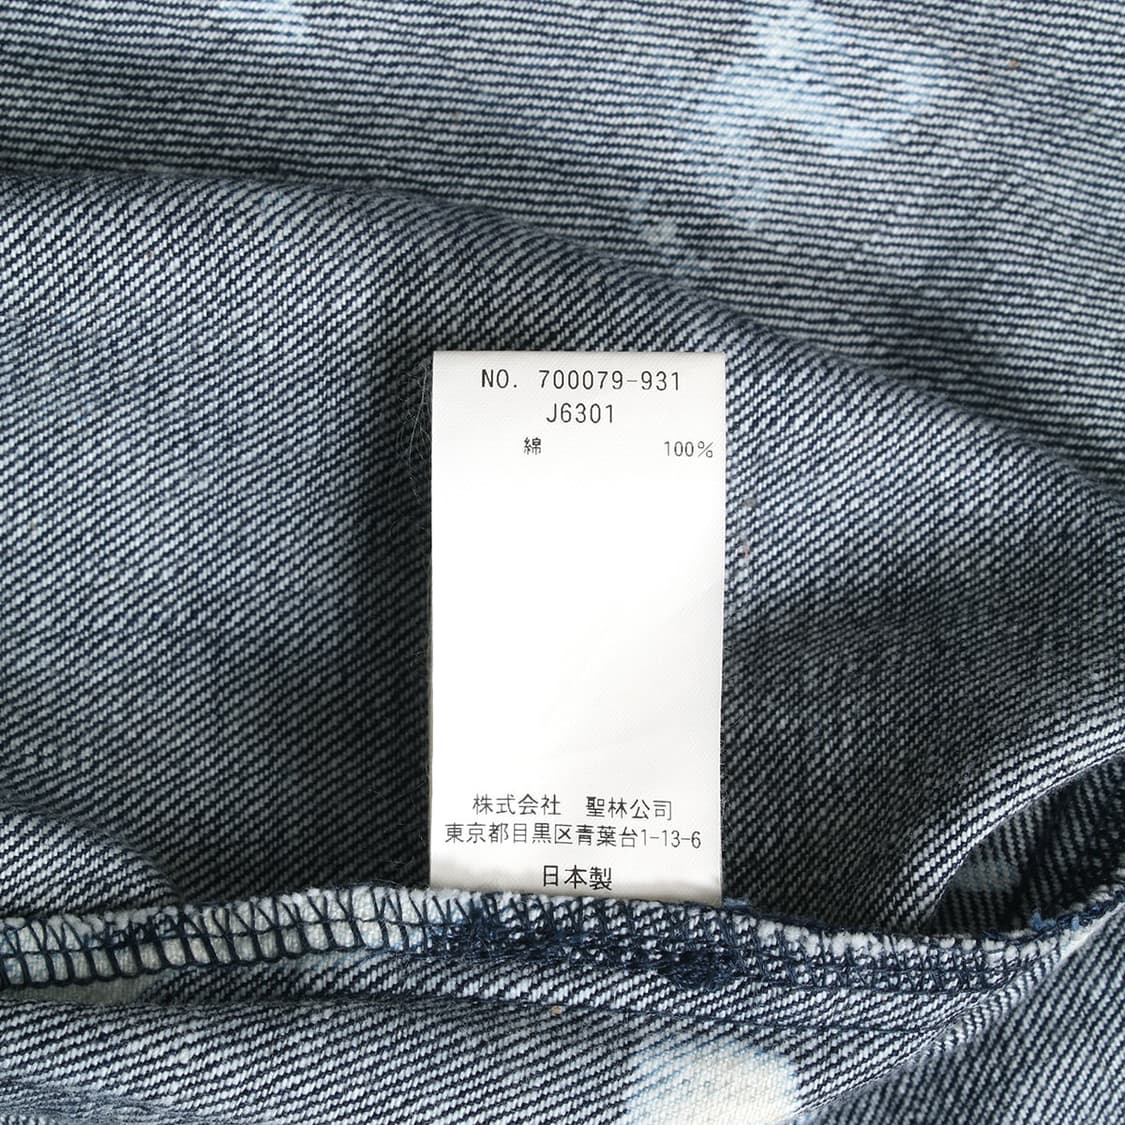 NO. 700079-931
J6301
綿 100%
株式会社 聖林公司
東京都目黒区青葉台1-13-6
日本製